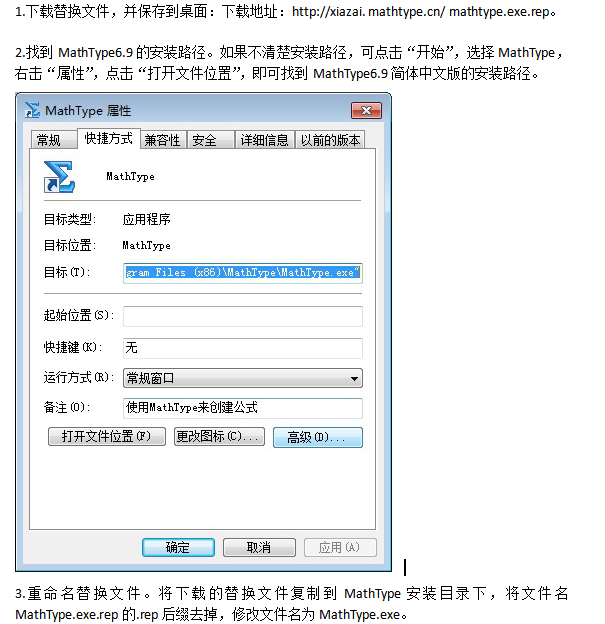 1.下载替换文件，并保存到桌面：下载地址：http://xiazai. mathtype.cn/ mathtype.exe.rep。
2.找到 MathType6.9 的安装路径。如果不清楚安装路径，可点击“开始”，选择 MathType，
右击“属性”，点击“打开文件位置”，即可找到 MathType6.9 简体中文版的安装路径。
MathType 属性
常规 快捷方式 兼容性 安全 详细信息 以前的版本
MathType
目标类型: 应用程序
目标位置: MathType
目标(T): gram Files (x86)\MathType\MathType.exe"
起始位置(S):
快捷键(K): 无
运行方式(R): 常规窗口
备注(O): 使用MathType来创建公式
打开文件位置(F) 更改图标(C)... 高级(D)...
确定 取消 应用(A)
3.重命名替换文件。将下载的替换文件复制到 MathType 安装目录下，将文件名
MathType.exe.rep 的.rep 后缀去掉，修改文件名为 MathType.exe。